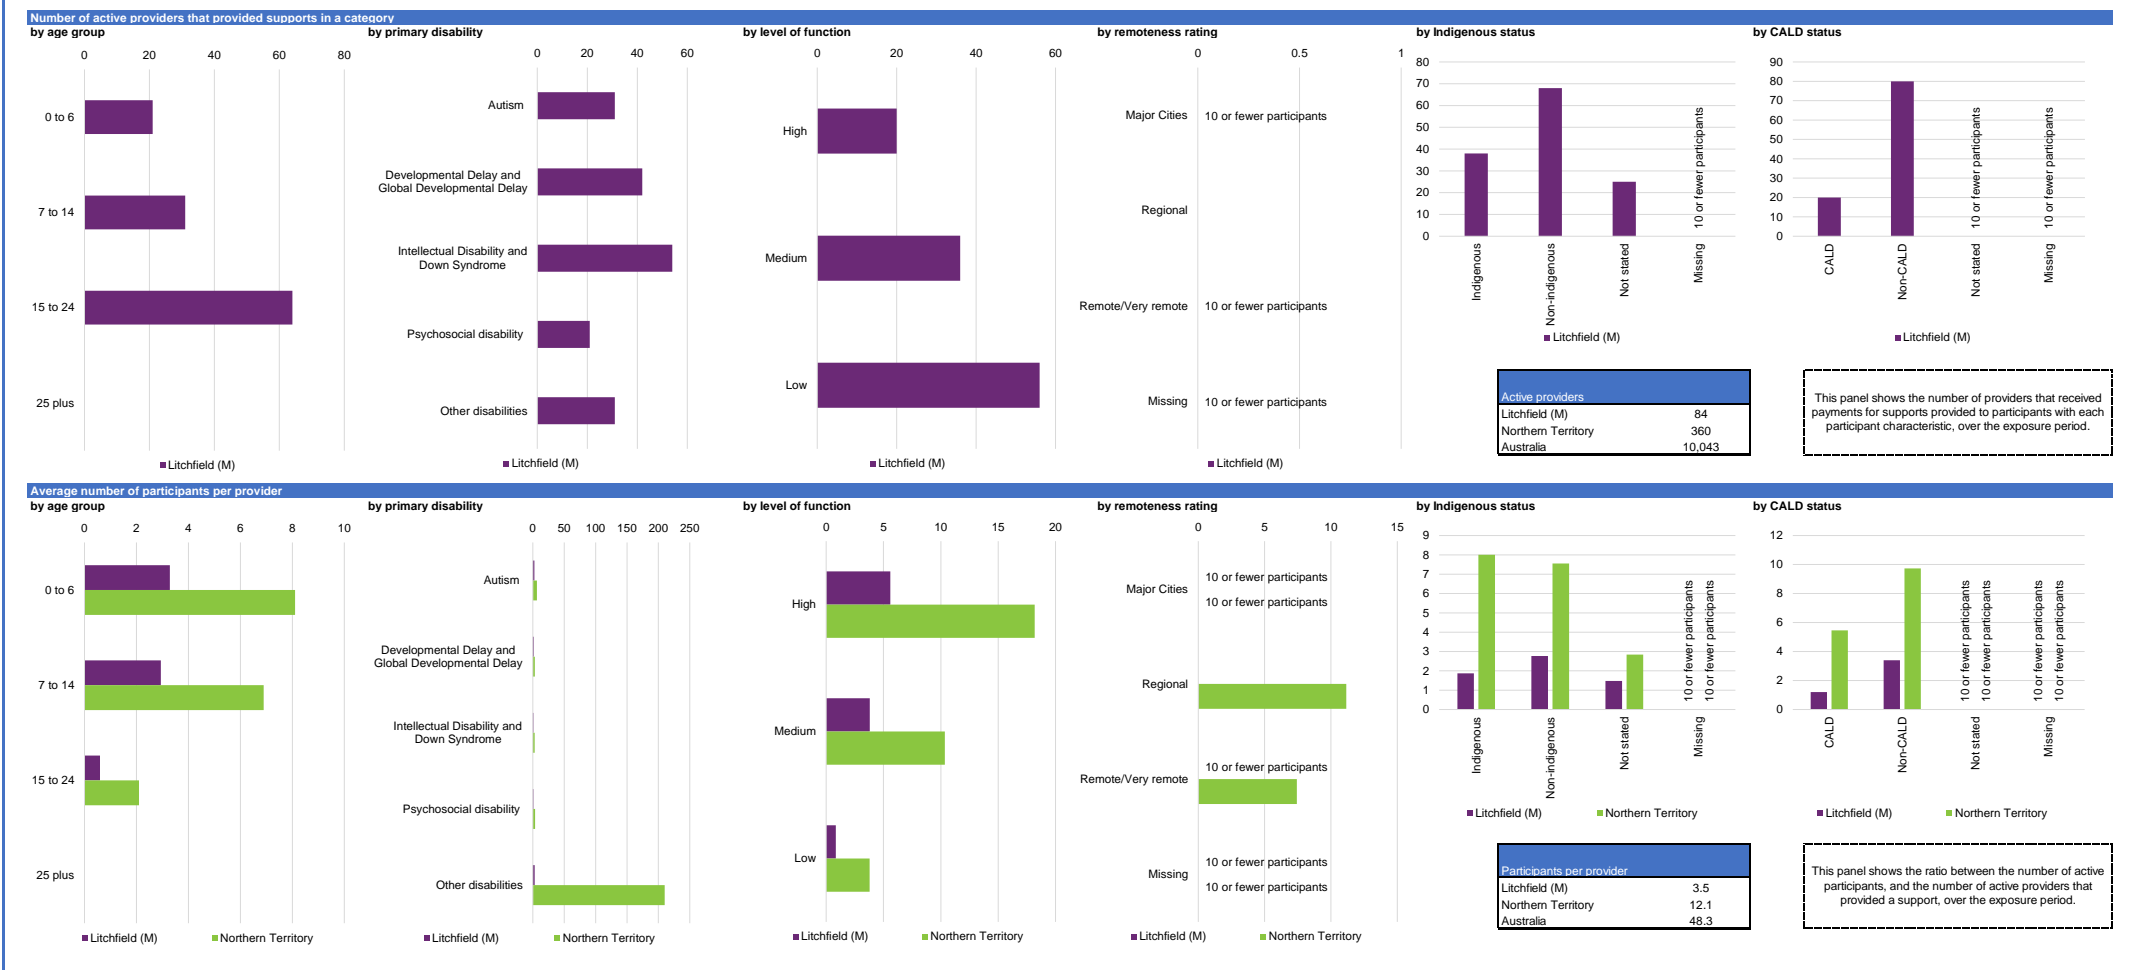 Number of active providers that provided supports in a category
by age group
0 20 40 60 80
0 to 6
7 to 14
15 to 24
25 plus
Litchfield (M)
by primary disability
0 20 40 60
Autism
Developmental Delay and
Global Developmental Delay
Intellectual Disability and
Down Syndrome
Psychosocial disability
Other disabilities
Litchfield (M)
by level of function
0 20 40 60
High
Medium
Low
Litchfield (M)
by remoteness rating
0 0.5 1
Major Cities 10 or fewer participants
Regional
Remote/Very remote 10 or fewer participants
Missing 10 or fewer participants
Litchfield (M)
by Indigenous status
80
70
60
50
40
30
20
10
0
10 or fewer participants
Indigenous
Non-indigenous
Not stated
Missing
Litchfield (M)
by CALD status
90
80
70
60
50
40
30
20
10
0
10 or fewer participants
10 or fewer participants
CALD
Non-CALD
Not stated
Missing
Litchfield (M)
Active providers
Litchfield (M) 84
Northern Territory 360
Australia 10,043
This panel shows the number of providers that received
payments for supports provided to participants with each
participant characteristic, over the exposure period.
Average number of participants per provider
by age group
0 2 4 6 8 10
0 to 6
7 to 14
15 to 24
25 plus
Litchfield (M) Northern Territory
by primary disability
0 50 100 150 200 250
Autism
Developmental Delay and
Global Developmental Delay
Intellectual Disability and
Down Syndrome
Psychosocial disability
Other disabilities
Litchfield (M) Northern Territory
by level of function
0 5 10 15 20
High
Medium
Low
Litchfield (M) Northern Territory
by remoteness rating
0 5 10 15
Major Cities
10 or fewer participants
10 or fewer participants
Regional
Remote/Very remote
10 or fewer participants
Missing
10 or fewer participants
10 or fewer participants
Litchfield (M) Northern Territory
by Indigenous status
9
8
7
6
5
4
3
2
1
0
10 or fewer participants
10 or fewer participants
Indigenous
Non-indigenous
Not stated
Missing
Litchfield (M) Northern Territory
by CALD status
12
10
8
6
4
2
0
10 or fewer participants
10 or fewer participants
10 or fewer participants
10 or fewer participants
CALD
Non-CALD
Not stated
Missing
Litchfield (M) Northern Territory
Participants per provider
Litchfield (M) 3.5
Northern Territory 12.1
Australia 48.3
This panel shows the ratio between the number of active
participants, and the number of active providers that
provided a support, over the exposure period.